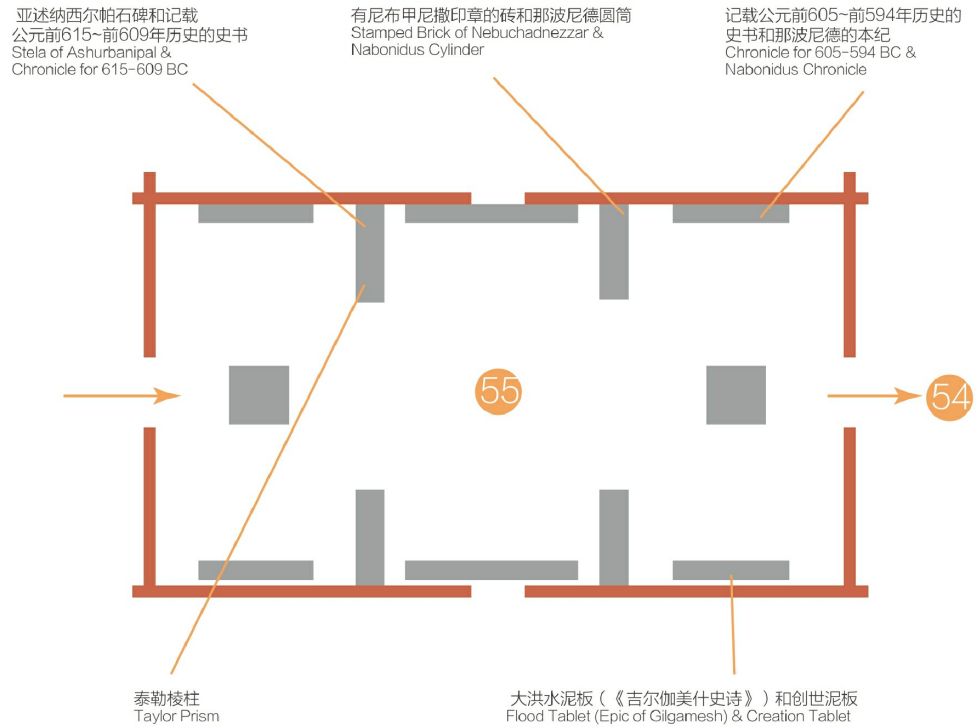 亚述纳西尔帕石碑和记载
公元前615~前609年历史的史书
Stela of Ashurbanipal &
Chronicle for 615-609 BC
有尼布甲尼撒印章的砖和那波尼德圆筒
Stamped Brick of Nebuchadnezzar &
Nabonidus Cylinder
记载公元前605~前594年历史的
史书和那波尼德的本纪
Chronicle for 605-594 BC &
Nabonidus Chronicle
55
54
泰勒棱柱
Taylor Prism
大洪水泥板（《吉尔伽美什史诗》）和创世泥板
Flood Tablet (Epic of Gilgamesh) & Creation Tablet